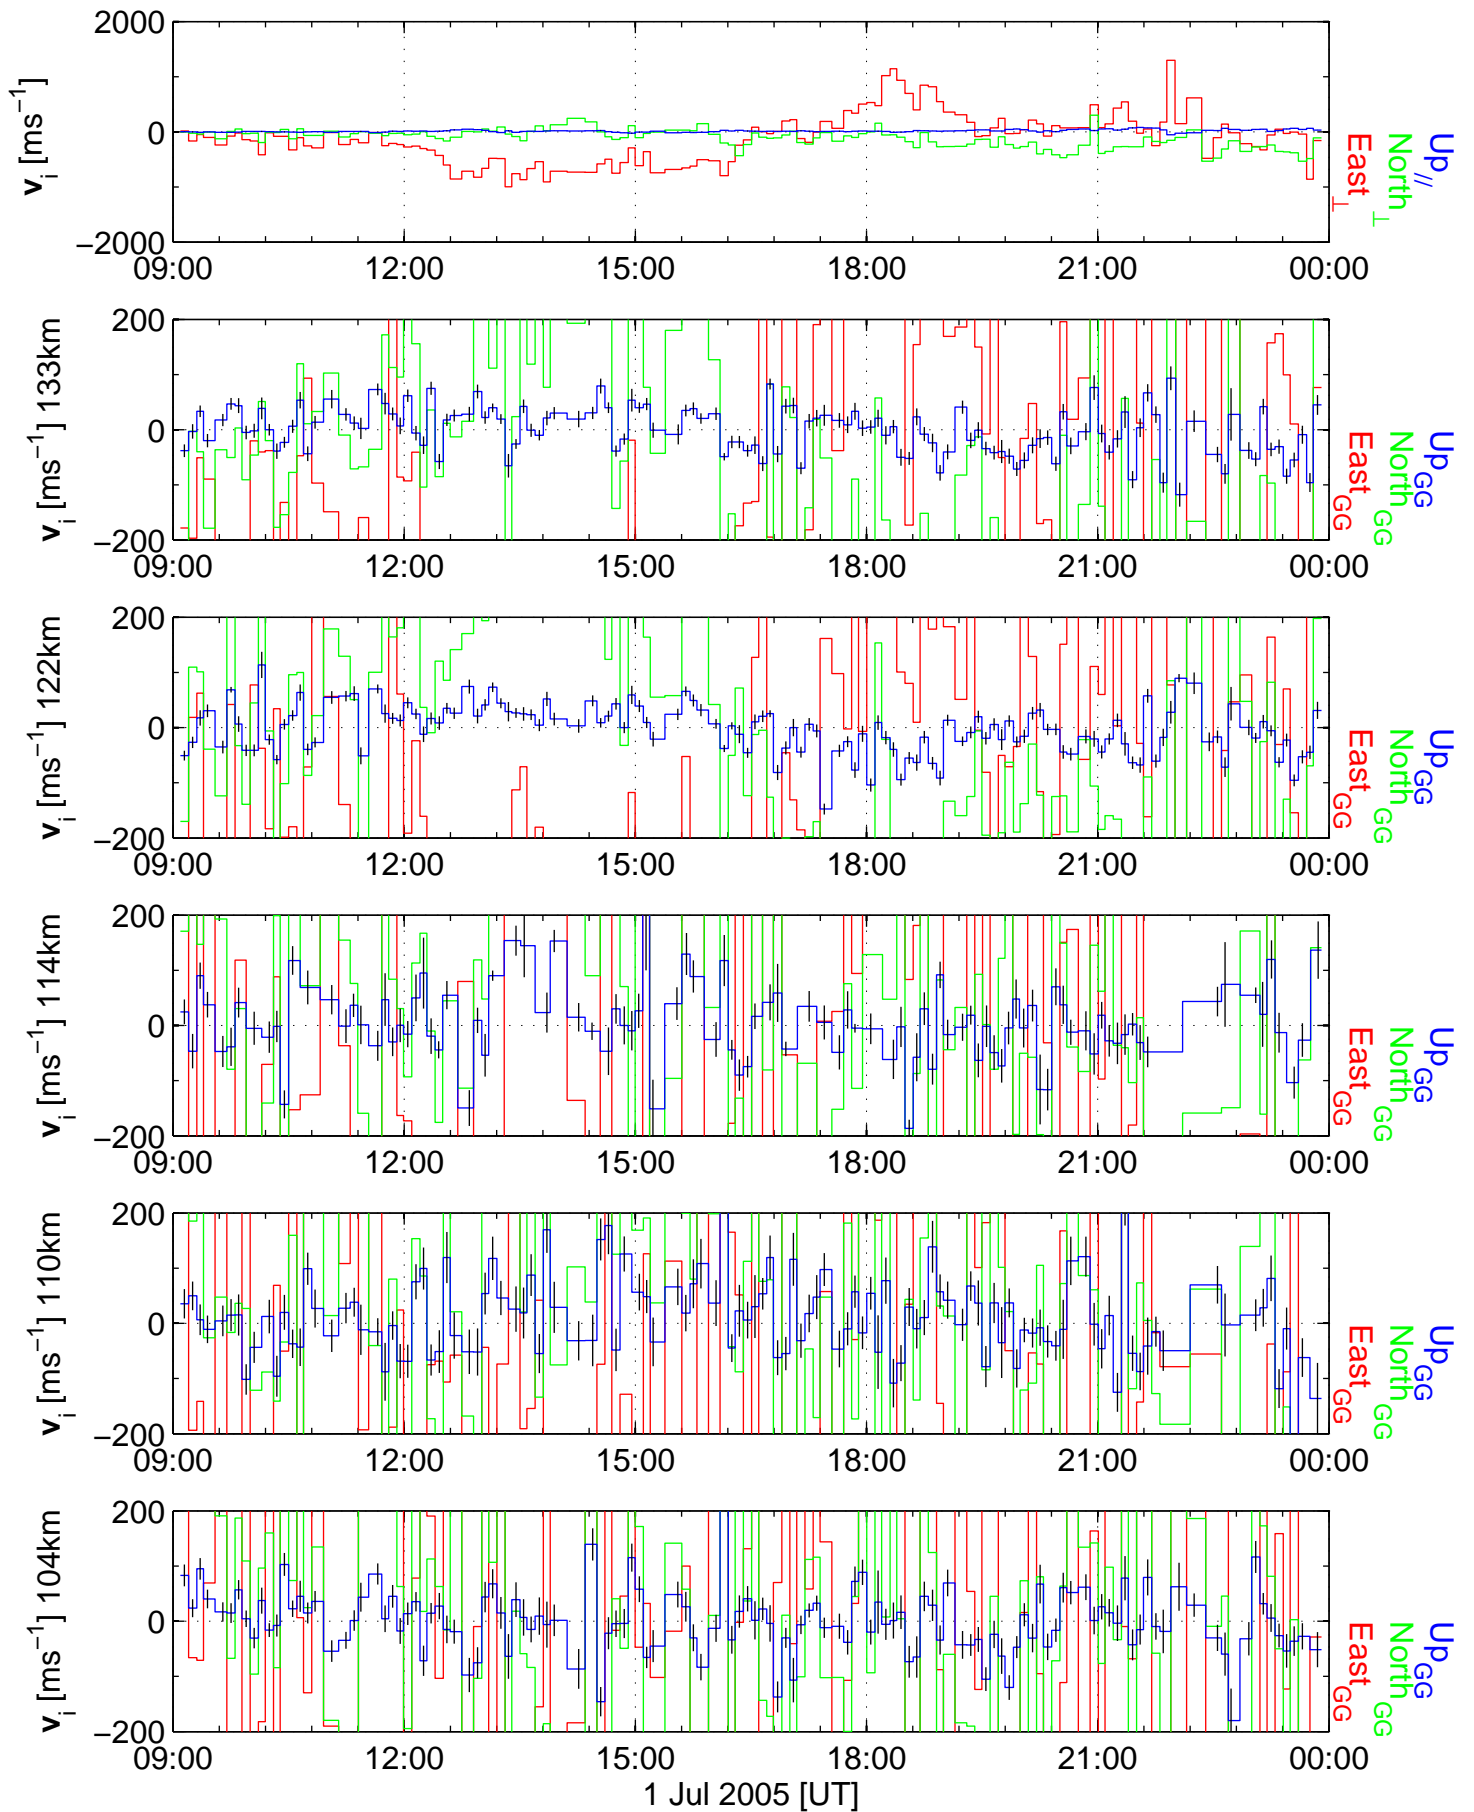 2000
0
−2000
v_i [ms^−1]
09:00 12:00 15:00 18:00 21:00 00:00
East_⊥
North_⊥
Up_//
200
0
−200
v_i [ms^−1] 133km
09:00 12:00 15:00 18:00 21:00 00:00
East_GG
North_GG
Up_GG
200
0
−200
v_i [ms^−1] 122km
09:00 12:00 15:00 18:00 21:00 00:00
East_GG
North_GG
Up_GG
200
0
−200
v_i [ms^−1] 114km
09:00 12:00 15:00 18:00 21:00 00:00
East_GG
North_GG
Up_GG
200
0
−200
v_i [ms^−1] 110km
09:00 12:00 15:00 18:00 21:00 00:00
East_GG
North_GG
Up_GG
200
0
−200
v_i [ms^−1] 104km
09:00 12:00 15:00 18:00 21:00 00:00
East_GG
North_GG
Up_GG
1 Jul 2005 [UT]